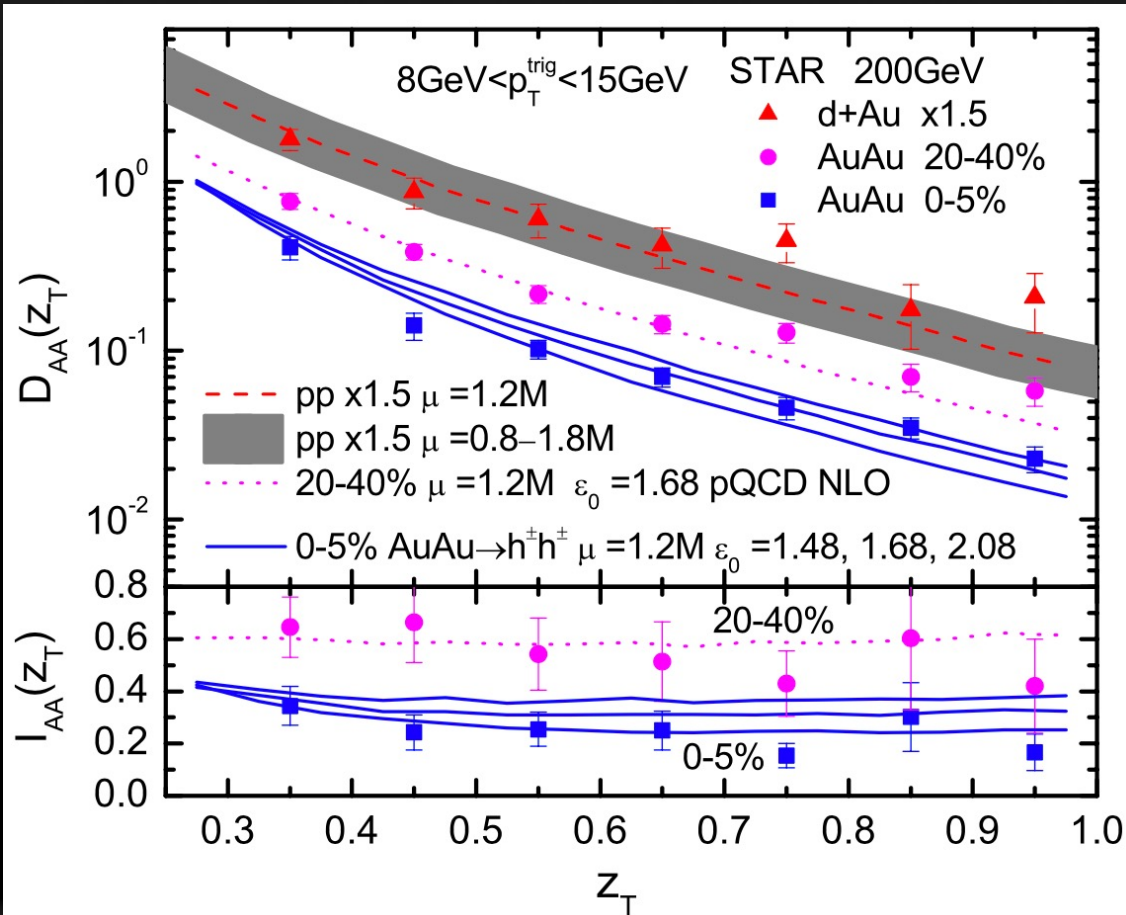 8GeV<p_T^trig<15GeV
STAR 200GeV
d+Au x1.5
AuAu 20-40%
AuAu 0-5%
10^0
10^-1
10^-2
D_AA(z_T)
pp x1.5 μ =1.2M
pp x1.5 μ =0.8–1.8M
20-40% μ =1.2M ε_0 =1.68 pQCD NLO
0-5% AuAu→h^± h^± μ =1.2M ε_0 =1.48, 1.68, 2.08
0.8
0.6
0.4
0.2
0.0
I_AA(z_T)
20-40%
0-5%
0.3 0.4 0.5 0.6 0.7 0.8 0.9 1.0
z_T